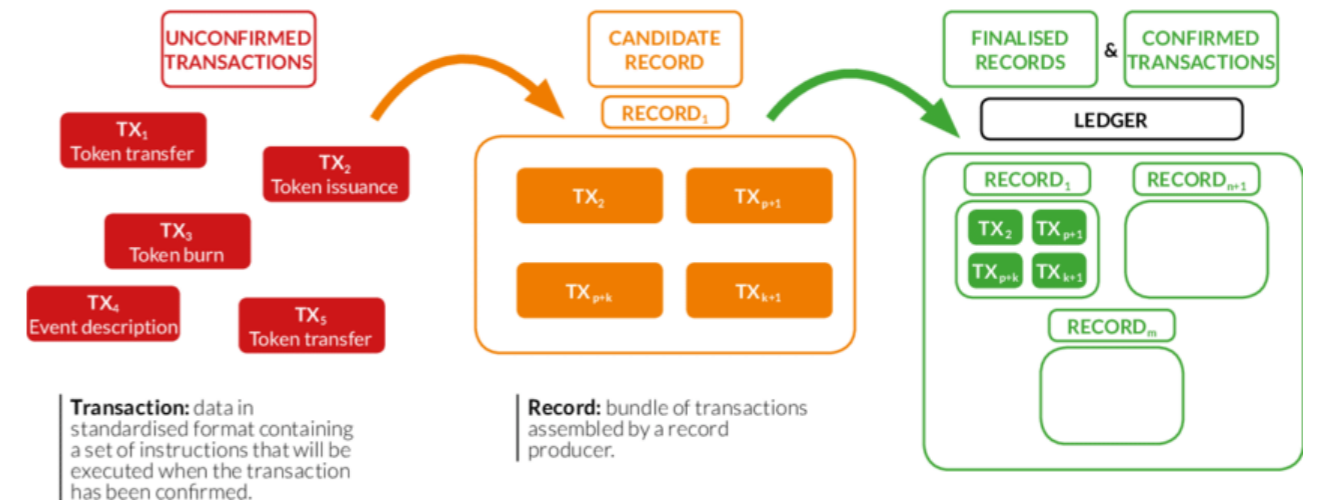 UNCONFIRMED
TRANSACTIONS
TX₁
Token transfer
TX₂
Token issuance
TX₃
Token burn
TX₄
Event description
TX₅
Token transfer
Transaction: data in
standardised format containing
a set of instructions that will be
executed when the transaction
has been confirmed.
CANDIDATE
RECORD
RECORD₁
TX₂
TXₚ₊₁
TXₚ₊ₖ
TXₖ₊₁
Record: bundle of transactions
assembled by a record
producer.
FINALISED
RECORDS
&
CONFIRMED
TRANSACTIONS
LEDGER
RECORD₁
TX₂
TXₚ₊₁
TXₚ₊ₖ
TXₖ₊₁
RECORDₙ₊₁
RECORDₘ